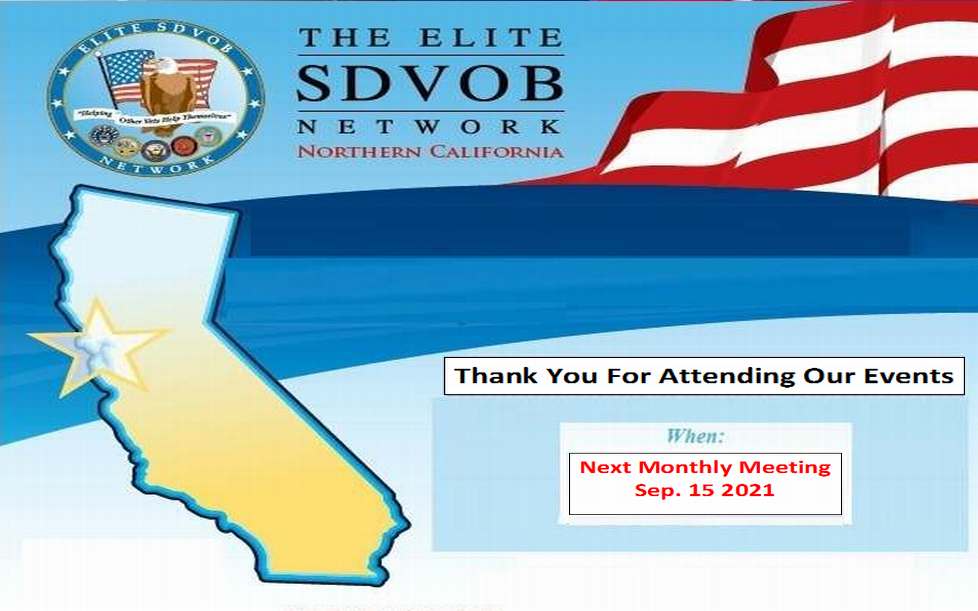 ELITE SDVOB
"Helping Other Vets Help Themselves"
NETWORK
THE ELITE
SDVOB
NETWORK
NORTHERN CALIFORNIA
Thank You For Attending Our Events
When:
Next Monthly Meeting
Sep. 15 2021